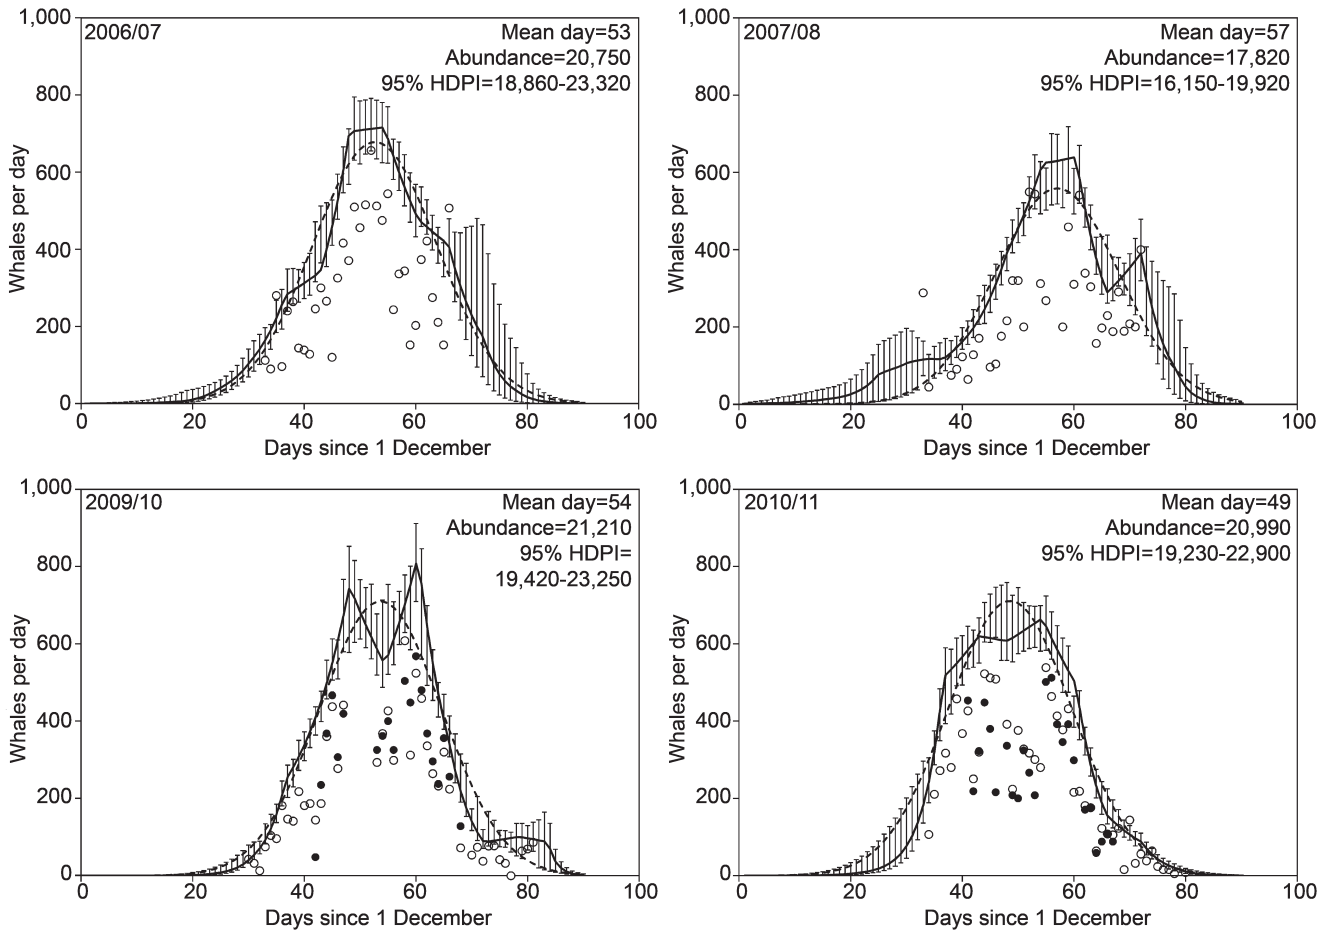 2006/07
Mean day=53
Abundance=20,750
95% HDPI=18,860-23,320
1,000
800
600
400
200
0
Whales per day
0 20 40 60 80 100
Days since 1 December
2007/08
Mean day=57
Abundance=17,820
95% HDPI=16,150-19,920
1,000
800
600
400
200
0
Whales per day
0 20 40 60 80 100
Days since 1 December
2009/10
Mean day=54
Abundance=21,210
95% HDPI=
19,420-23,250
1,000
800
600
400
200
0
Whales per day
0 20 40 60 80 100
Days since 1 December
2010/11
Mean day=49
Abundance=20,990
95% HDPI=19,230-22,900
1,000
800
600
400
200
0
Whales per day
0 20 40 60 80 100
Days since 1 December